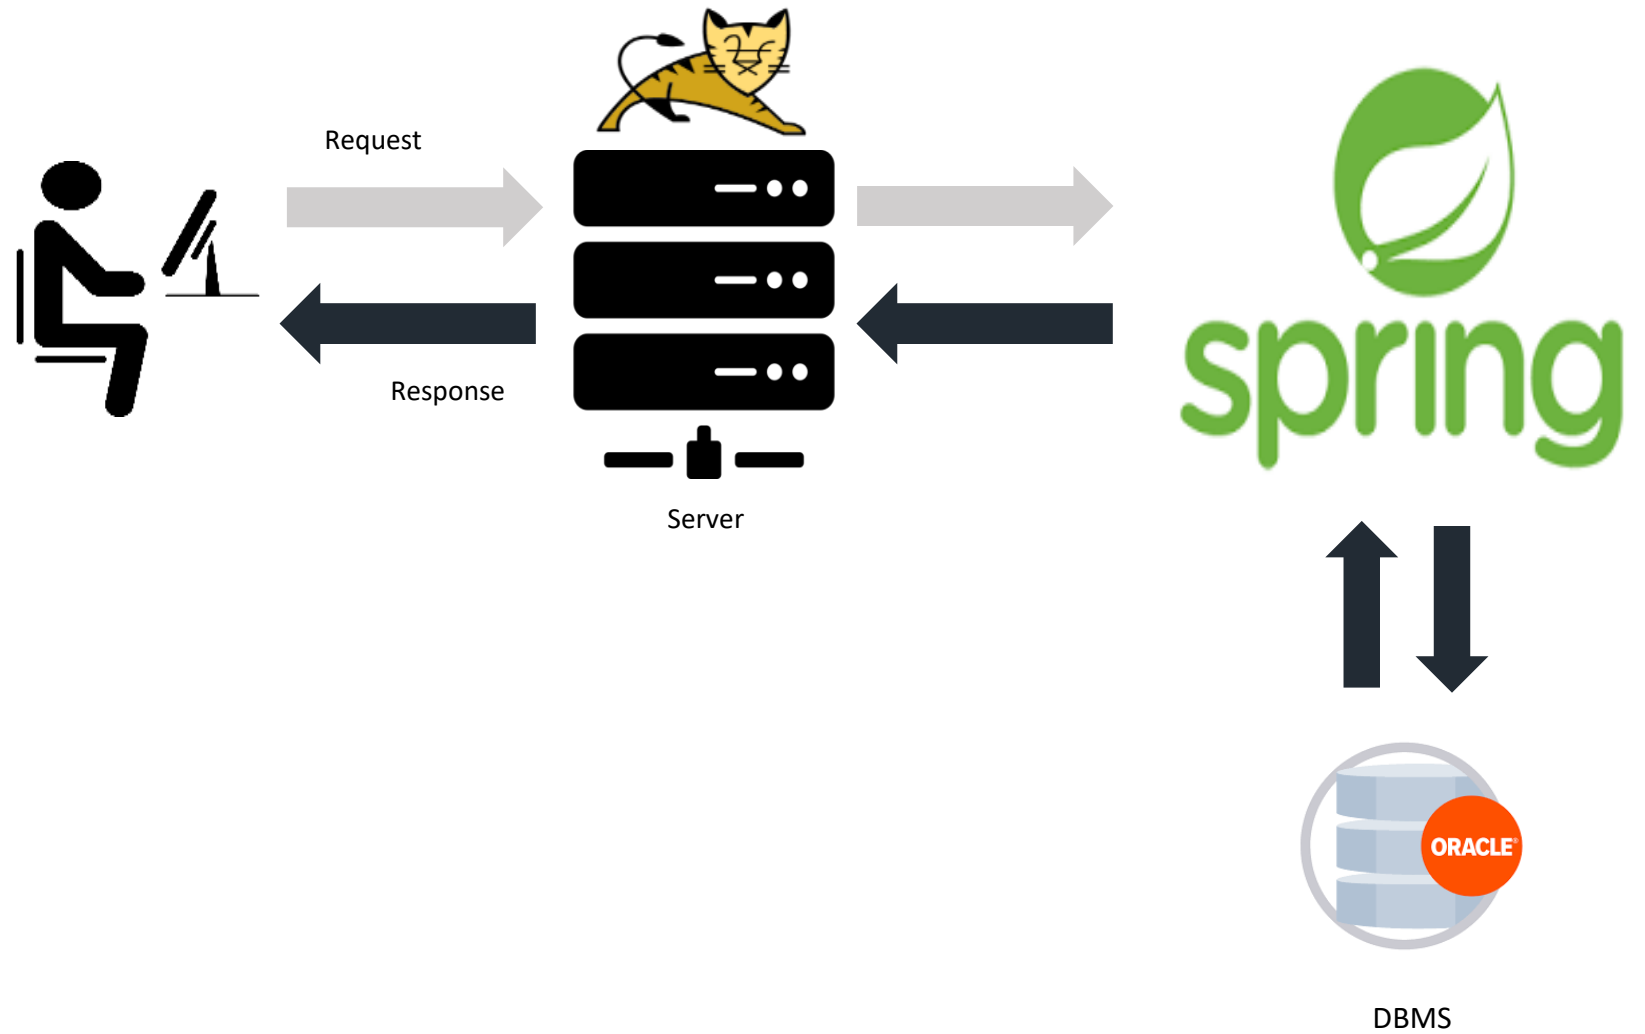 Request
Response
Server
spring
ORACLE®
DBMS